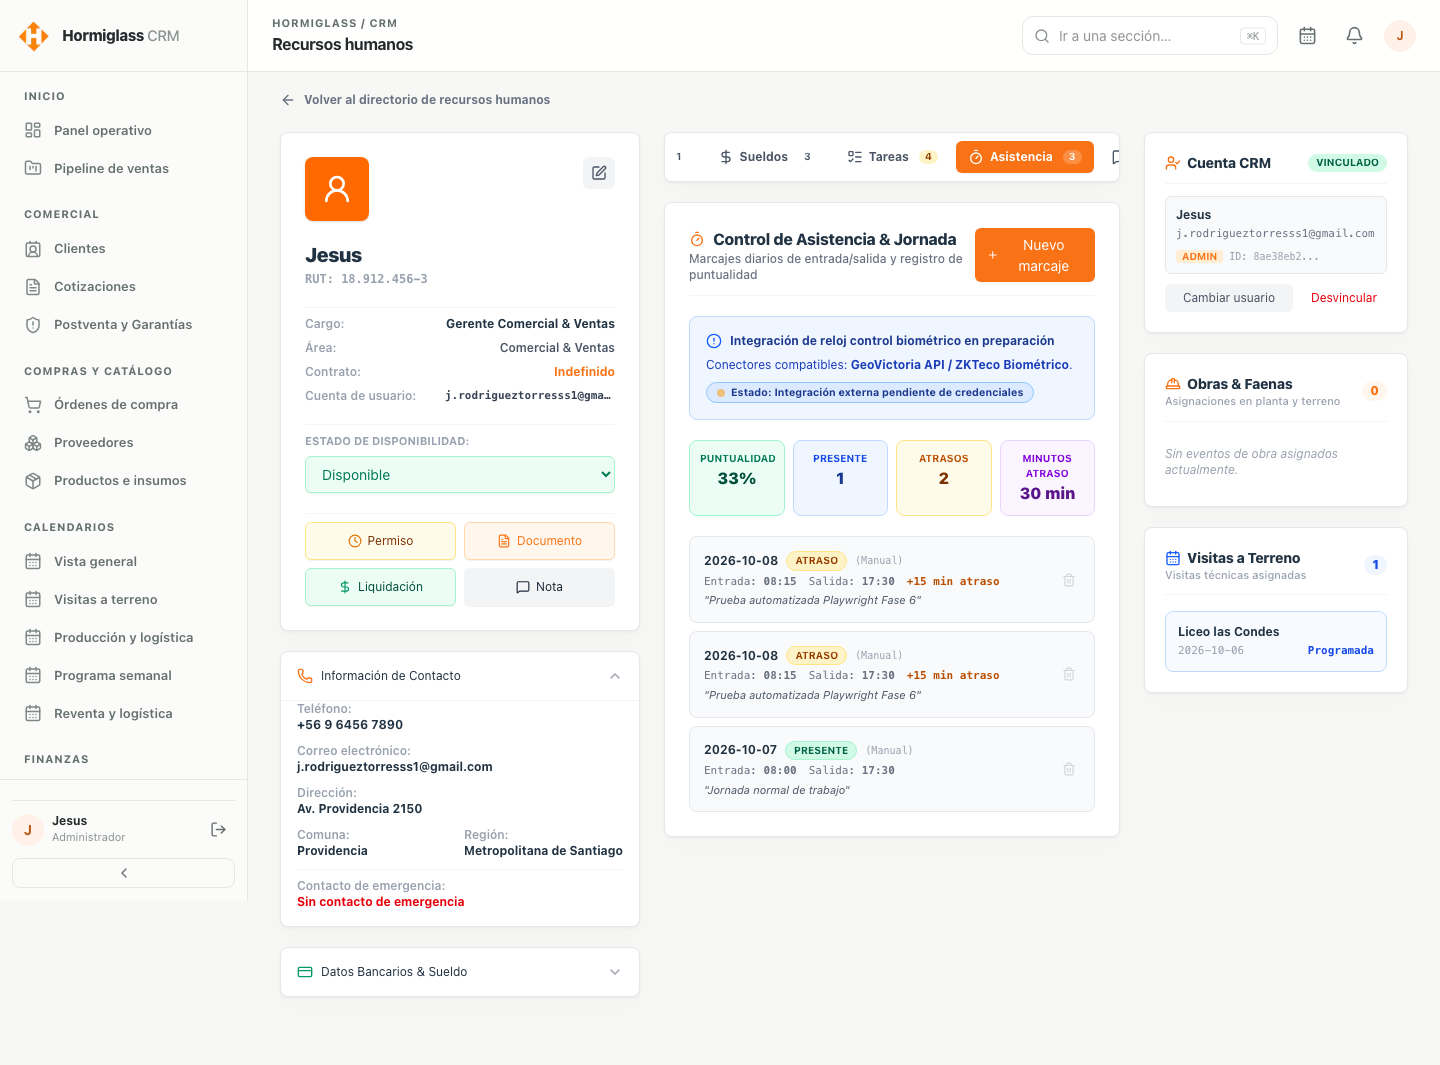 Hormiglass CRM
HORMIGLASS / CRM
Recursos humanos
Ir a una sección...
⌘K
J
INICIO
Panel operativo
Pipeline de ventas
COMERCIAL
Clientes
Cotizaciones
Postventa y Garantías
COMPRAS Y CATÁLOGO
Órdenes de compra
Proveedores
Productos e insumos
CALENDARIOS
Vista general
Visitas a terreno
Producción y logística
Programa semanal
Reventa y logística
FINANZAS
J
Jesus
Administrador
Volver al directorio de recursos humanos
Jesus
RUT: 18.912.456-3
Cargo: Gerente Comercial & Ventas
Área: Comercial & Ventas
Contrato: Indefinido
Cuenta de usuario: j.rodrigueztorresss1@gma…
ESTADO DE DISPONIBILIDAD:
Disponible
Permiso
Documento
Liquidación
Nota
Información de Contacto
Teléfono:
+56 9 6456 7890
Correo electrónico:
j.rodrigueztorresss1@gmail.com
Dirección:
Av. Providencia 2150
Comuna: Región:
Providencia Metropolitana de Santiago
Contacto de emergencia:
Sin contacto de emergencia
Datos Bancarios & Sueldo
1 Sueldos 3 Tareas 4 Asistencia 3
Control de Asistencia & Jornada
Marcajes diarios de entrada/salida y registro de
puntualidad
+ Nuevo
marcaje
Integración de reloj control biométrico en preparación
Conectores compatibles: GeoVictoria API / ZKTeco Biométrico.
Estado: Integración externa pendiente de credenciales
PUNTUALIDAD
33%
PRESENTE
1
ATRASOS
2
MINUTOS
ATRASO
30 min
2026-10-08 ATRASO (Manual)
Entrada: 08:15 Salida: 17:30 +15 min atraso
"Prueba automatizada Playwright Fase 6"
2026-10-08 ATRASO (Manual)
Entrada: 08:15 Salida: 17:30 +15 min atraso
"Prueba automatizada Playwright Fase 6"
2026-10-07 PRESENTE (Manual)
Entrada: 08:00 Salida: 17:30
"Jornada normal de trabajo"
Cuenta CRM VINCULADO
Jesus
j.rodrigueztorresss1@gmail.com
ADMIN ID: 8ae38eb2...
Cambiar usuario Desvincular
Obras & Faenas 0
Asignaciones en planta y terreno
Sin eventos de obra asignados
actualmente.
Visitas a Terreno 1
Visitas técnicas asignadas
Liceo las Condes
2026-10-06 Programada